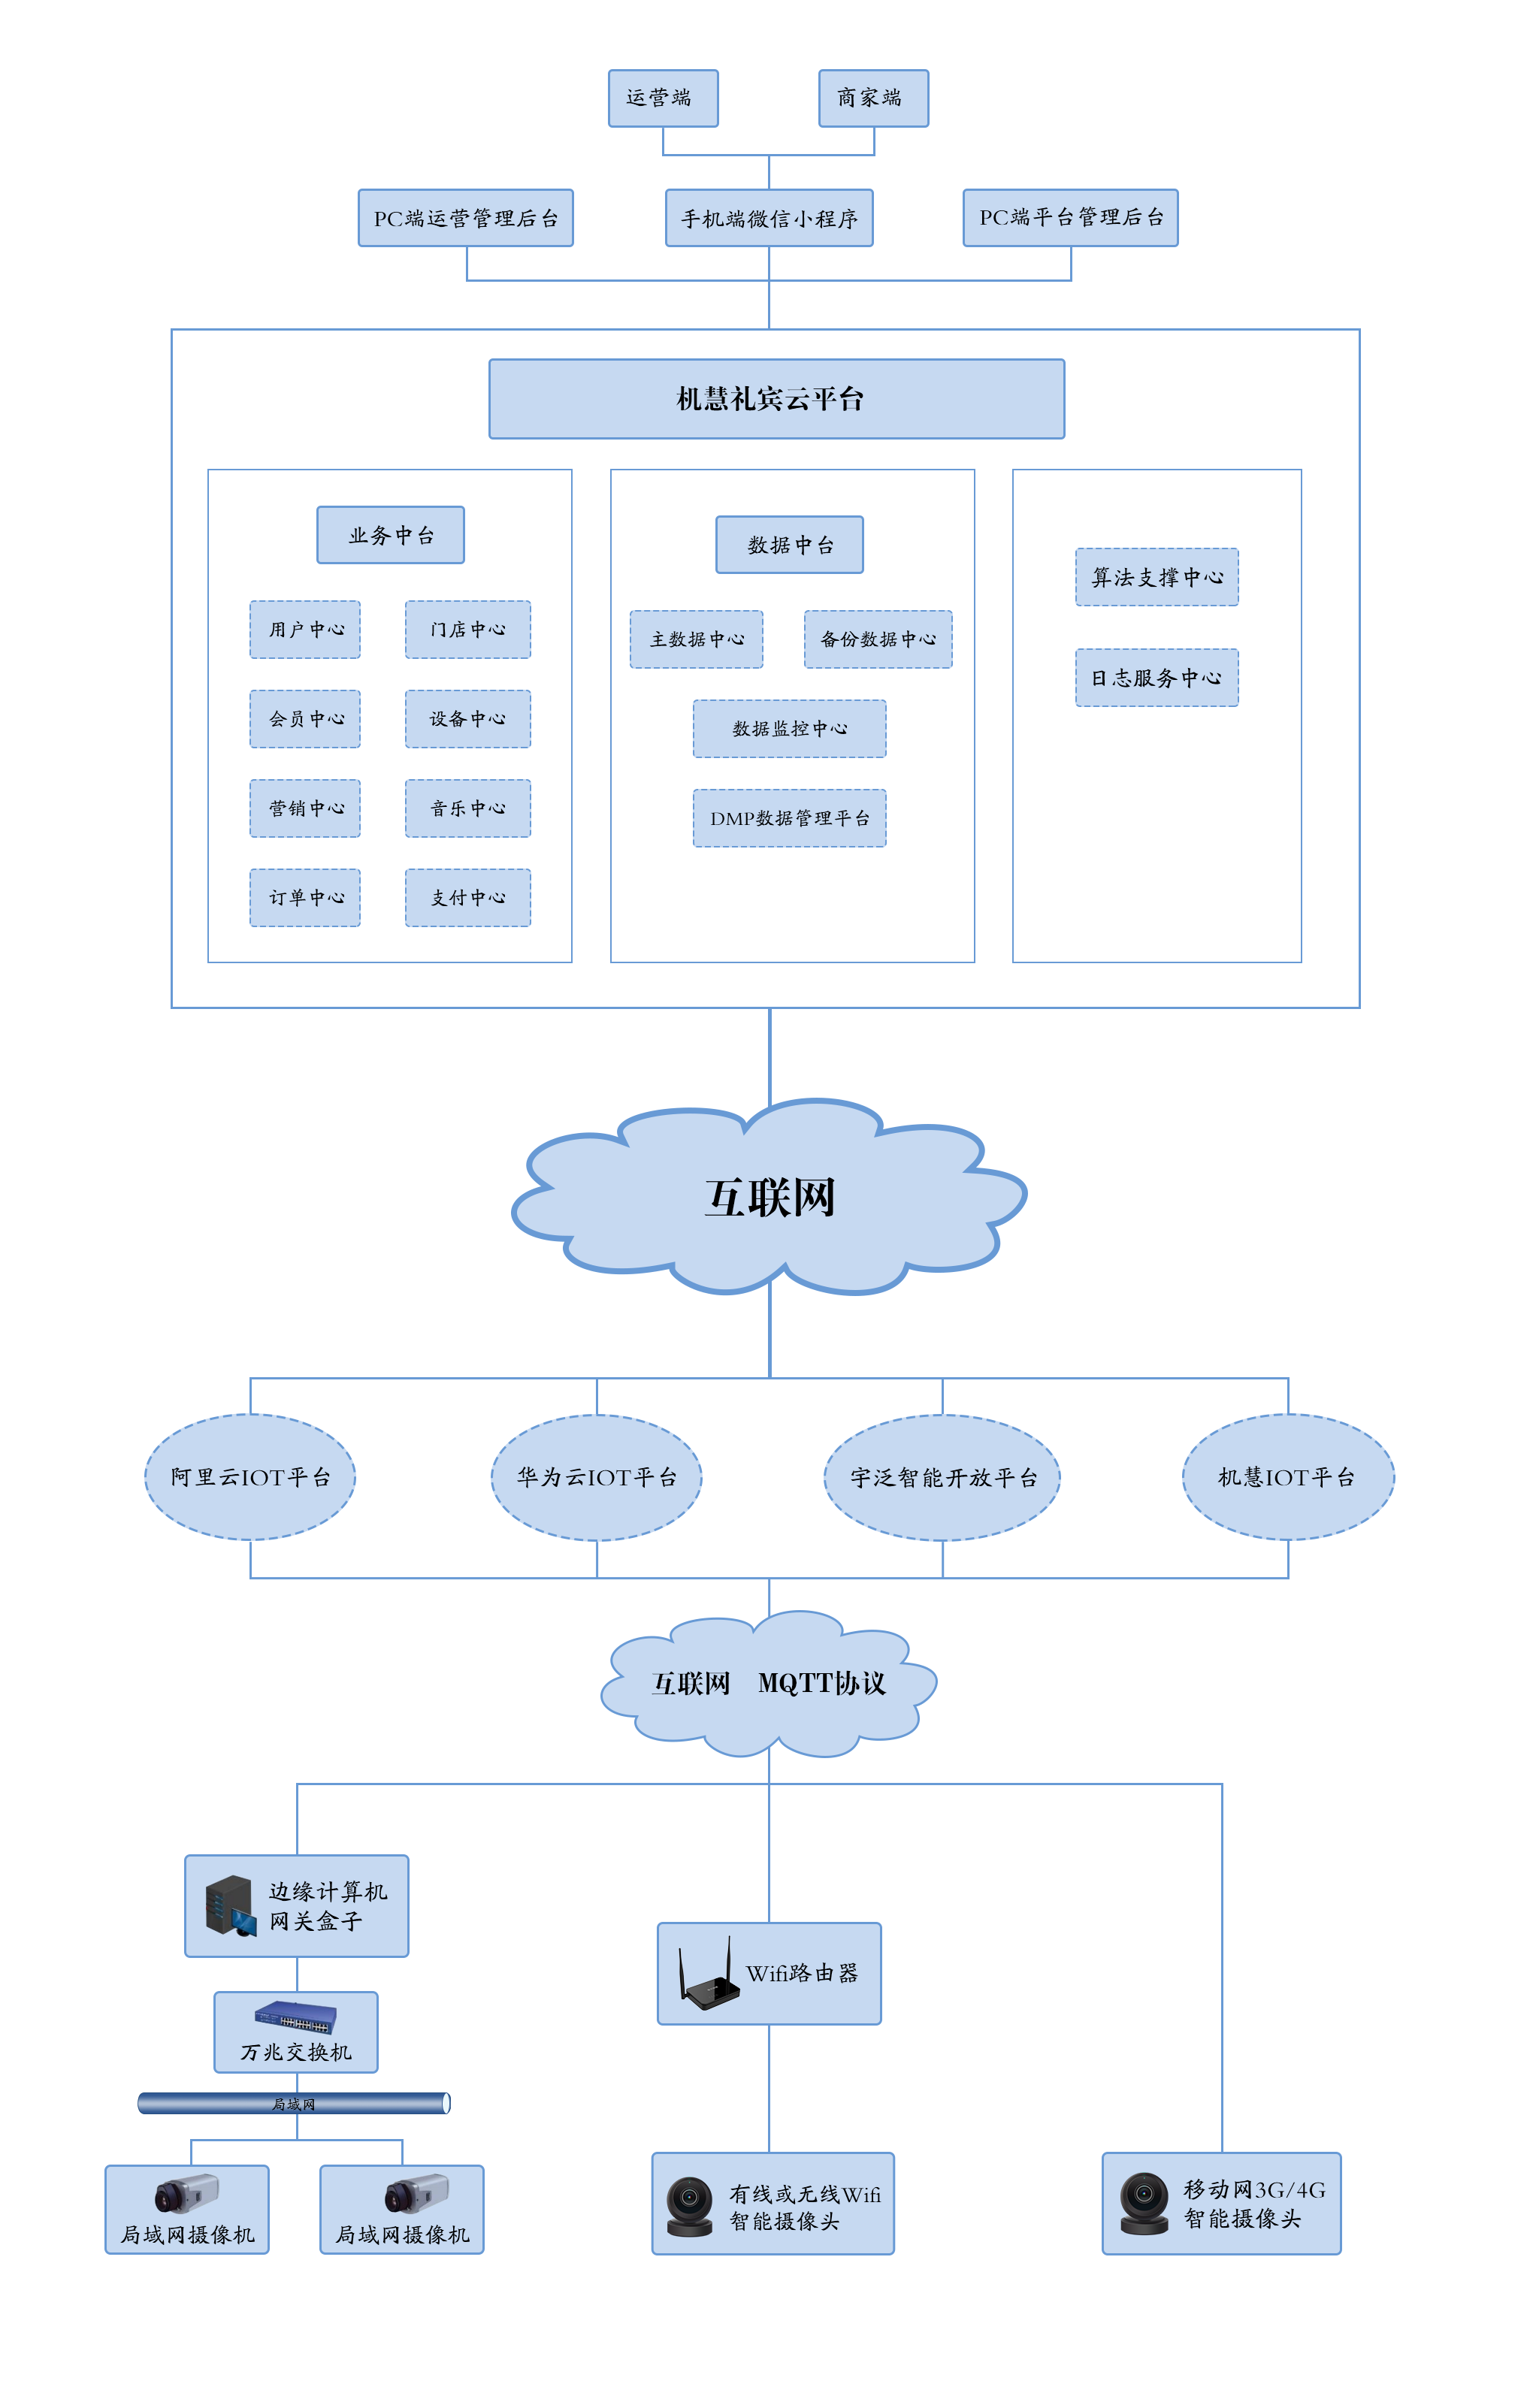 运营端
商家端
PC端运营管理后台
手机端微信小程序
PC端平台管理后台
机慧礼宾云平台
业务中台
用户中心
门店中心
会员中心
设备中心
营销中心
音乐中心
订单中心
支付中心
数据中台
主数据中心
备份数据中心
数据监控中心
DMP数据管理平台
算法支撑中心
日志服务中心
互联网
阿里云IOT平台
华为云IOT平台
宇泛智能开放平台
机慧IOT平台
互联网 MQTT协议
边缘计算机
网关盒子
万兆交换机
局域网
局域网摄像机
局域网摄像机
Wifi路由器
有线或无线Wifi
智能摄像头
移动网3G/4G
智能摄像头